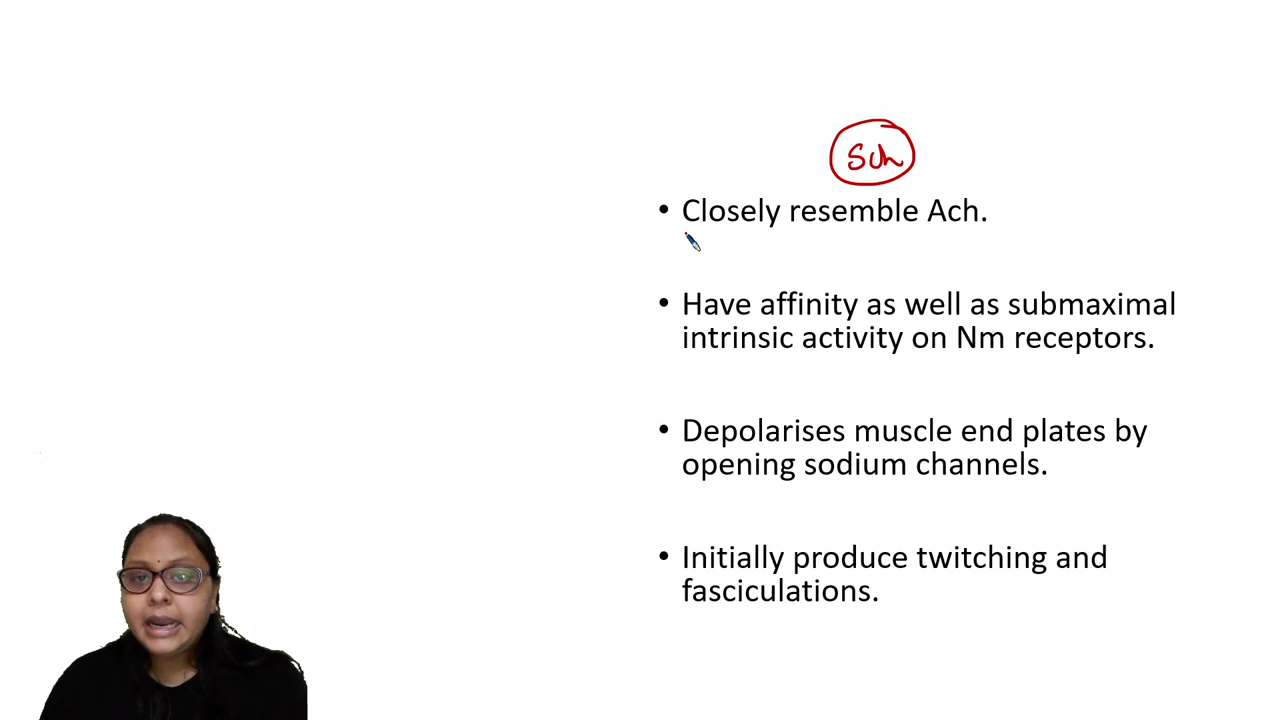 Sch
• Closely resemble Ach.
• Have affinity as well as submaximal
intrinsic activity on Nm receptors.
• Depolarises muscle end plates by
opening sodium channels.
• Initially produce twitching and
fasciculations.